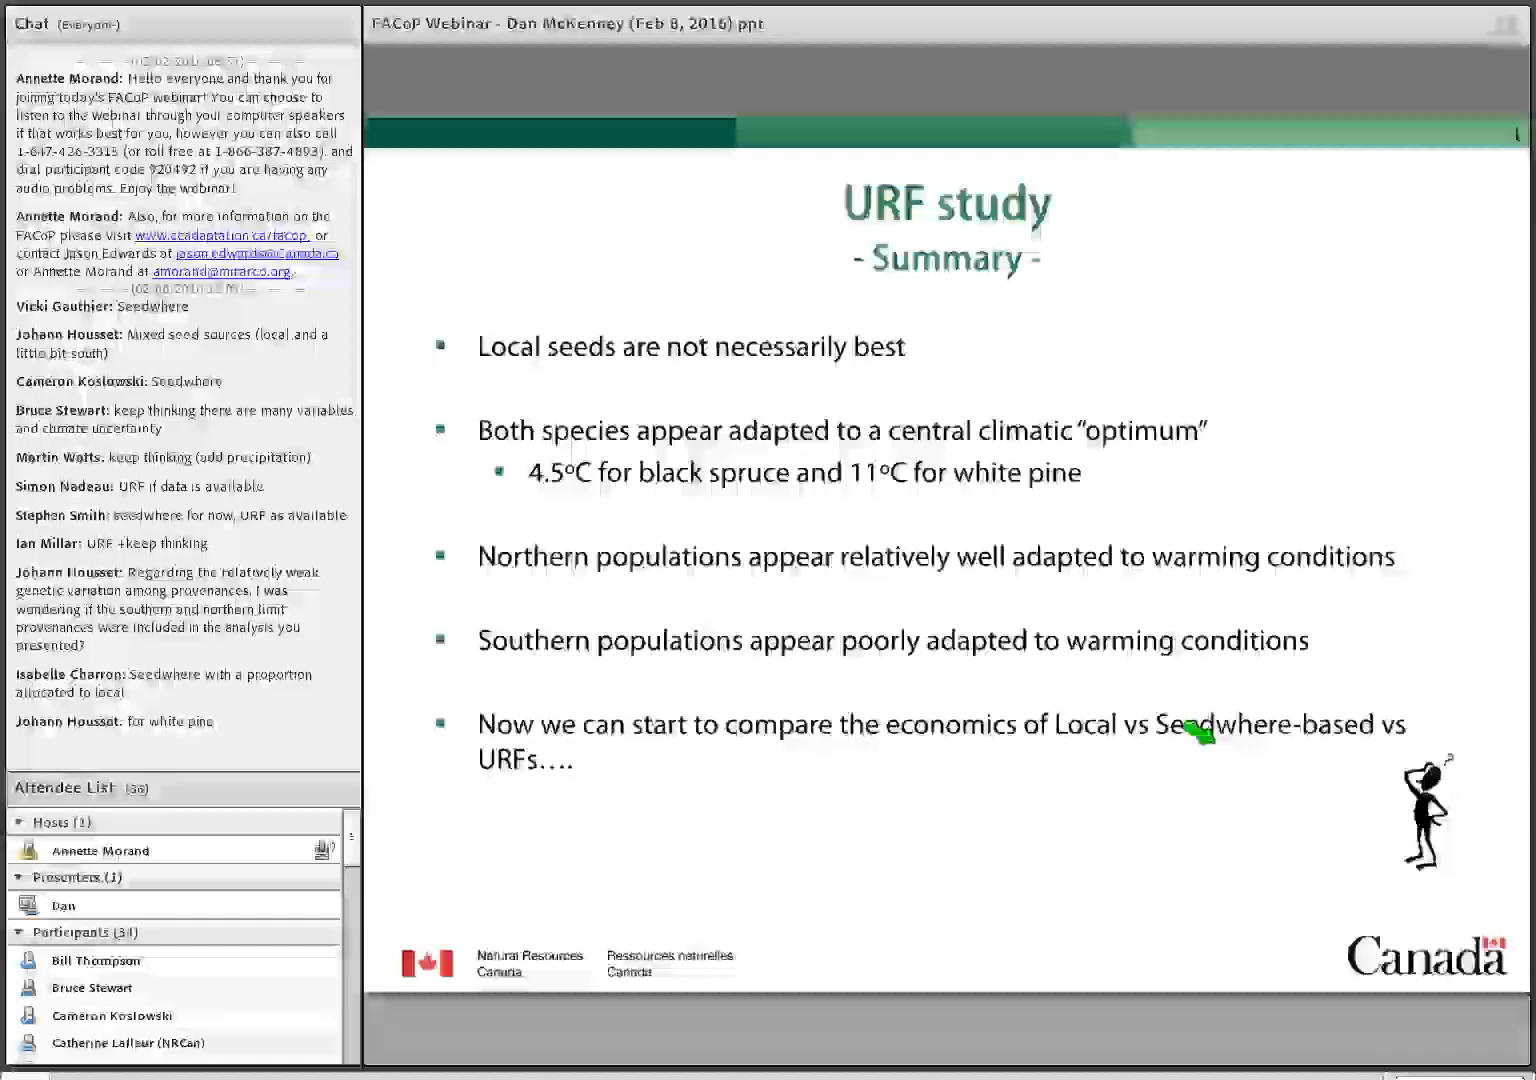 Chat (Everyone)
Annette Morand: Hello everyone and thank you for
joining today's FACoP webinar! You can choose to
listen to the webinar through your computer speakers
if that works best for you, however you can also call
1-647-426-3315 (or toll free at 1-866-387-4893) and
dial participant code 920492 if you are having any
audio problems. Enjoy the webinar!
Annette Morand: Also, for more information on the
FACoP please visit www.ccadaptation.ca/facop or
contact Jason Edwards at
or Annette Morand at amorand@mirarco.org.
Vicki Gauthier: Seedwhere
Johann Housset: Mixed seed sources (local and a
little bit south)
Cameron Koslowski: Seedwhere
Bruce Stewart: keep thinking there are many variables
and climate uncertainty
Martin Watts: keep thinking (add precipitation)
Simon Nadeau: URF if data is available
Stephen Smith: seedwhere for now, URF as available
Ian Millar: URF +keep thinking
Johann Housset: Regarding the relatively weak
genetic variation among provenances, I was
wondering if the southern and northern limit
provenances were included in the analysis you
presented?
Isabelle Charron: Seedwhere with a proportion
allocated to local
Johann Housset: for white pine
Attendee List (36)
Hosts (1)
Annette Morand
Presenters (1)
Dan
Participants (34)
Bill Thompson
Bruce Stewart
Cameron Koslowski
Catherine Lafleur (NRCan)
FACoP Webinar - Dan McKenney (Feb 8, 2016) ppt
URF study
- Summary -
Local seeds are not necessarily best
Both species appear adapted to a central climatic “optimum”
4.5ºC for black spruce and 11ºC for white pine
Northern populations appear relatively well adapted to warming conditions
Southern populations appear poorly adapted to warming conditions
Now we can start to compare the economics of Local vs Seedwhere-based vs
URFs....
?
Natural Resources Ressources naturelles
Canada Canada
Canada